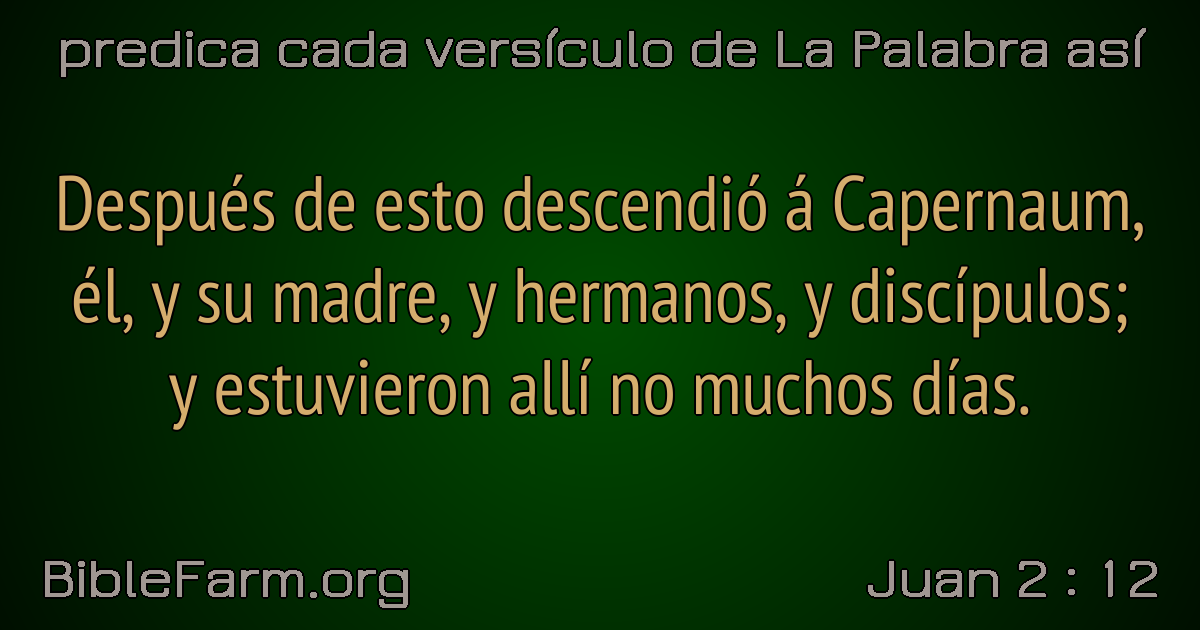 predica cada versículo de La Palabra así
Después de esto descendió á Capernaum,
él, y su madre, y hermanos, y discípulos;
y estuvieron allí no muchos días.
BibleFarm.org
Juan 2 : 12